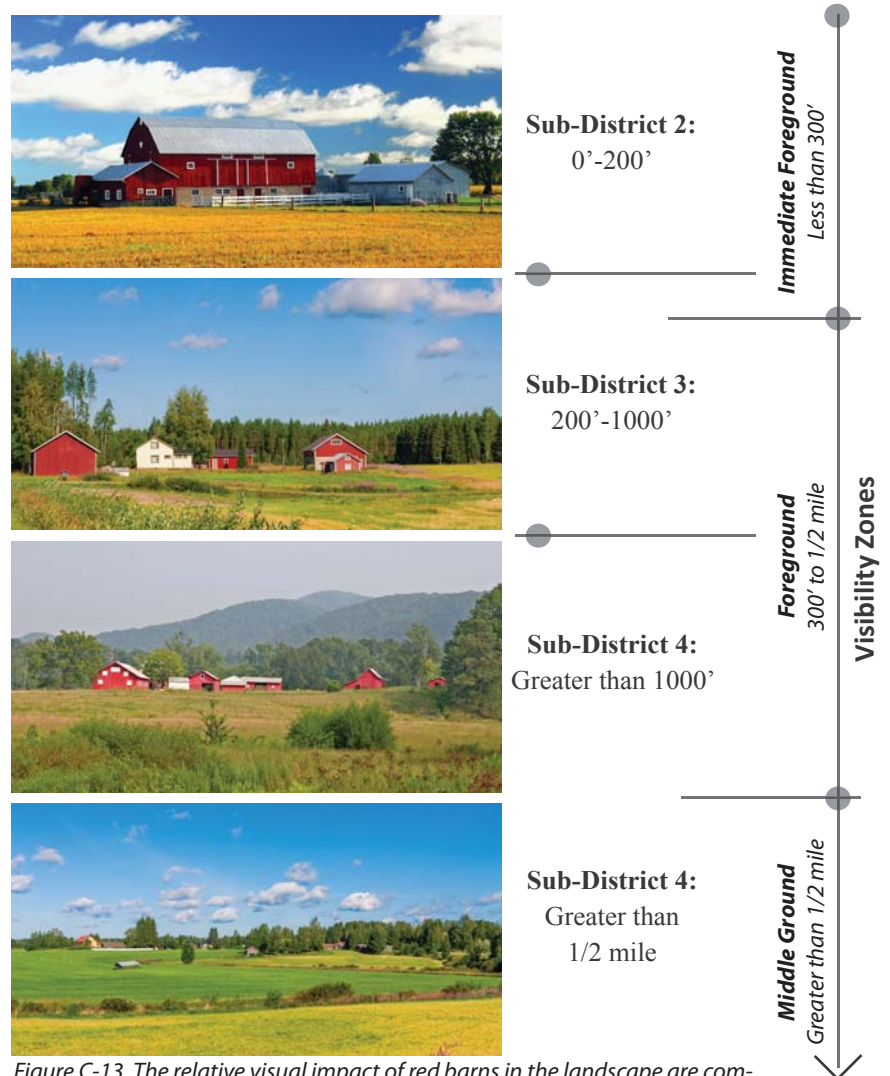 Sub-District 2:
0’-200’
Immediate Foreground
Less than 300’
Sub-District 3:
200’-1000’
Foreground
300’ to 1/2 mile
Visibility Zones
Sub-District 4:
Greater than 1000’
Sub-District 4:
Greater than
1/2 mile
Middle Ground
Greater than 1/2 mile
Figure C-13. The relative visual impact of red barns in the landscape are com-